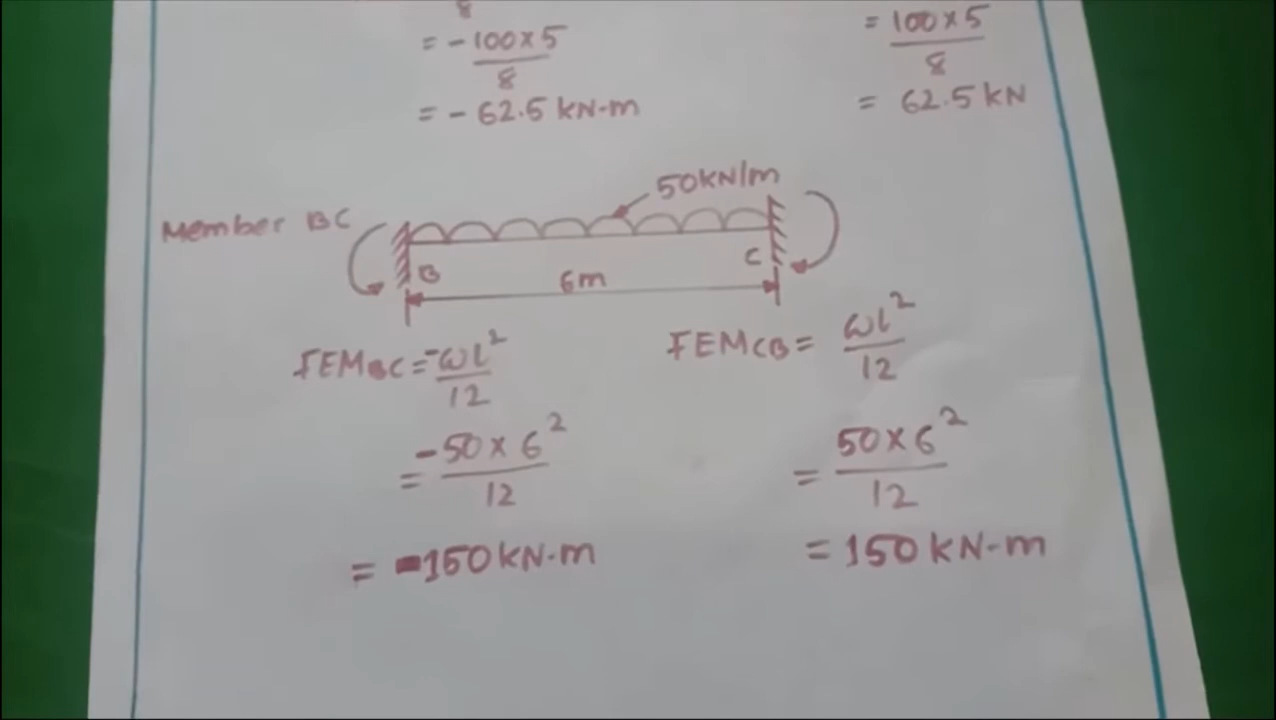 8
= -100×5
8
= -62.5 kN-m
= 100×5
8
= 62.5 kN
Member BC
50kN/m
B
C
6m
FEMBC = -ωl²
12
= -50 × 6²
12
= -150 kN-m
FEMCB = ωl²
12
= 50×6²
12
= 150 kN-m